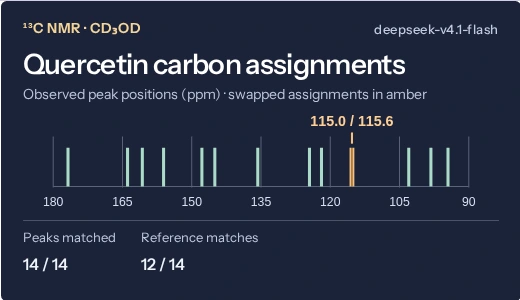 ¹³C NMR · CD₃OD
deepseek-v4.1-flash
Quercetin carbon assignments
Observed peak positions (ppm) · swapped assignments in amber
115.0 / 115.6
180 165 150 135 120 105 90
Peaks matched Reference matches
14 / 14 12 / 14